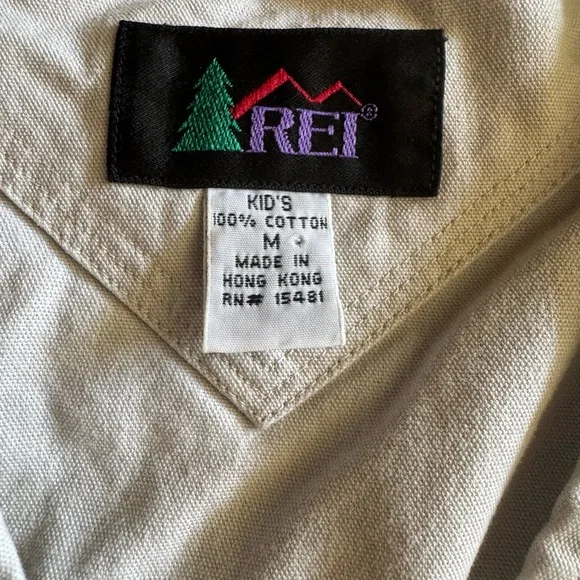 REI®
KID'S
100% COTTON
M
MADE IN
HONG KONG
RN# 15481